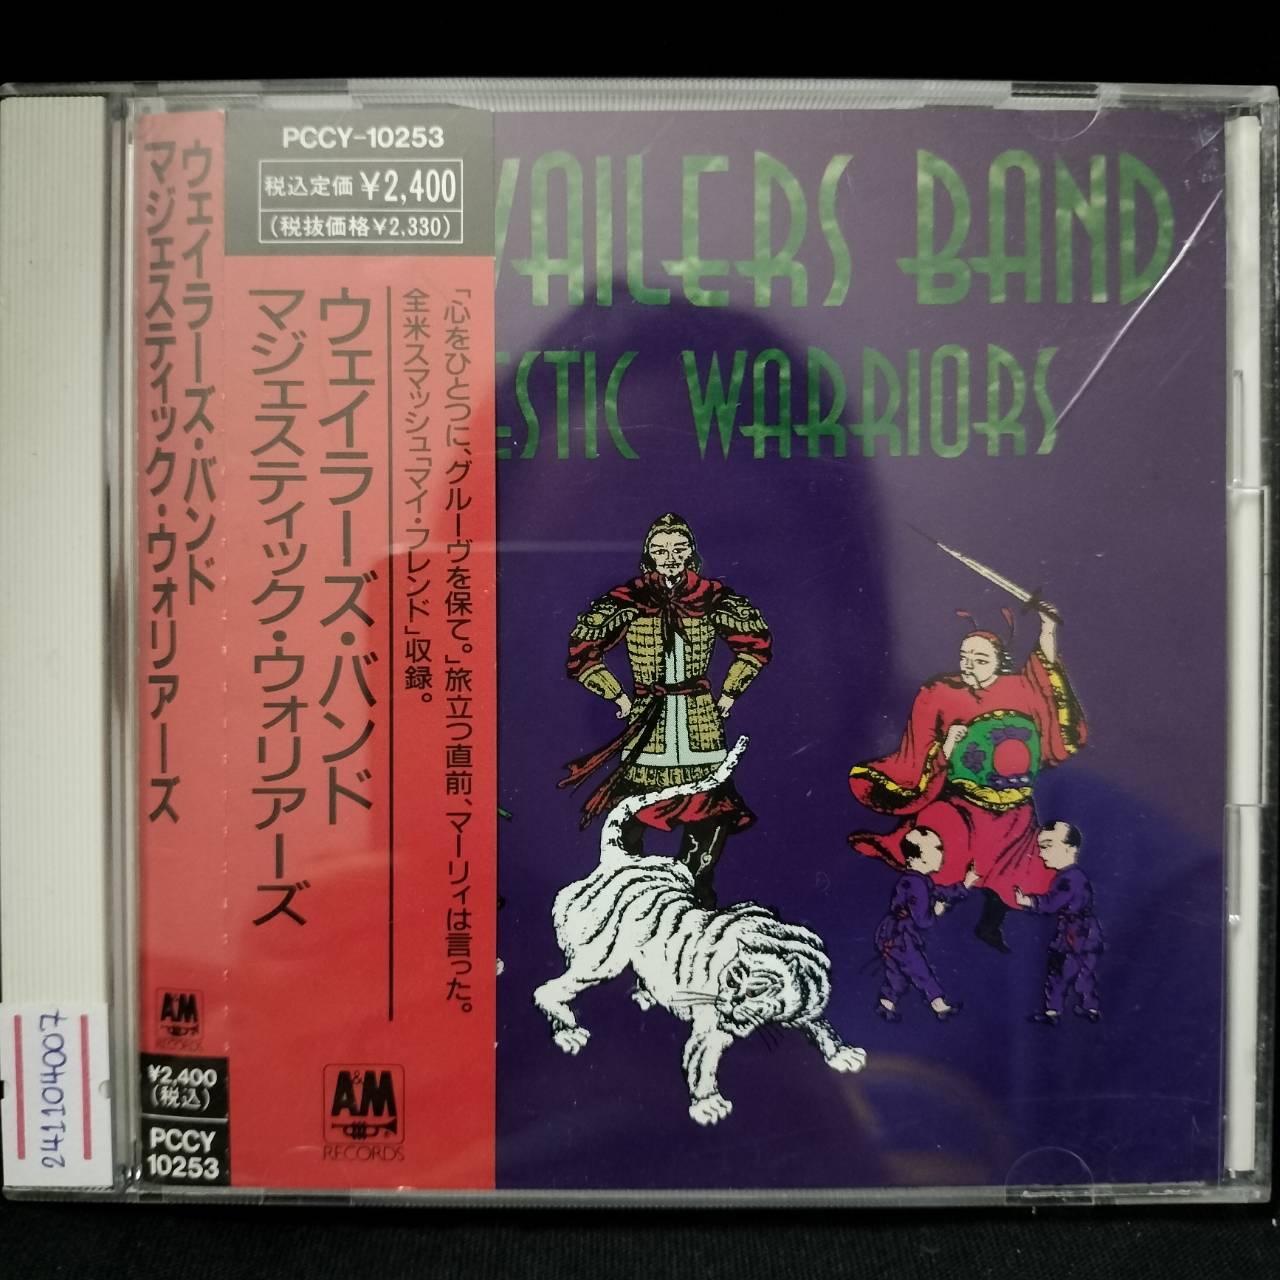 ウェイラーズ・バンド
マジェスティック・ウォリアーズ
A&M
RECORDS
¥2,400
(税込)
PCCY
10253
PCCY-10253
税込定価 ¥2,400
(税抜価格¥2,330)
ウェイラーズ・バンド
マジェスティック・ウォリアーズ
「心をひとつに、グルーヴを保て。」旅立つ直前、マーリィは言った。
全米スマッシュ「マイ・フレンド」収録。
A&M
RECORDS
WAILERS BAND
ESTIC WARRIORS
241104007